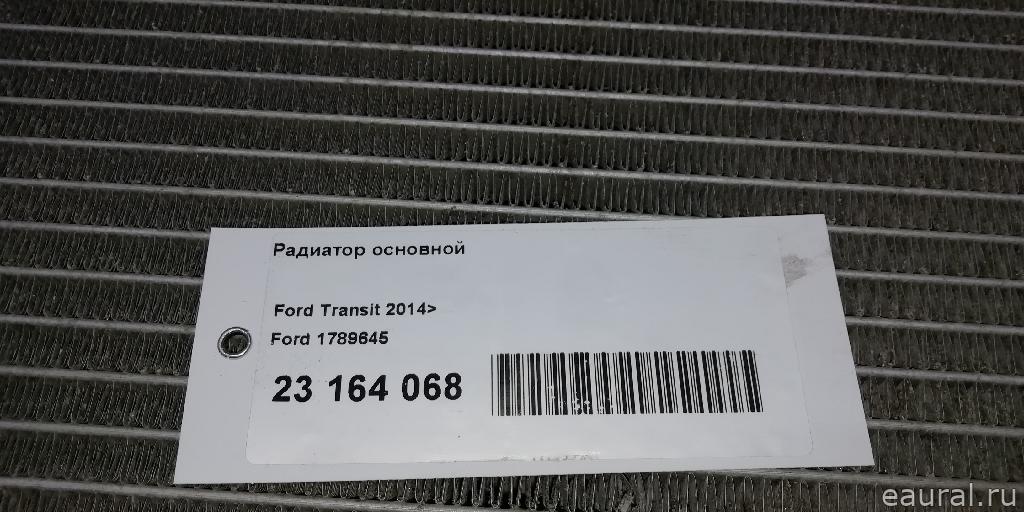 Радиатор основной
Ford Transit 2014>
Ford 1789645
23 164 068
eaural.ru